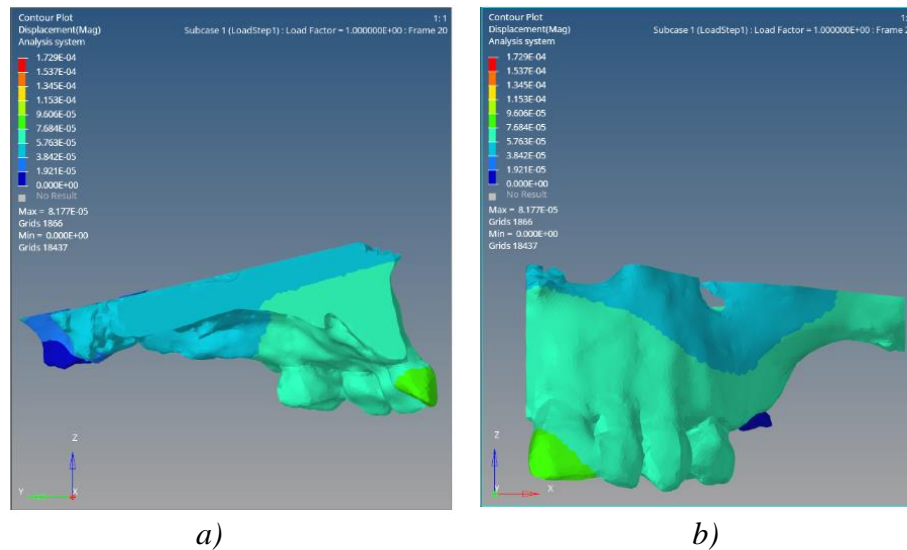 Contour Plot
Displacement(Mag)
Analysis system
1: 1
Subcase 1 (LoadStep1) : Load Factor = 1.000000E+00 : Frame 20
1.729E-04
1.537E-04
1.345E-04
1.153E-04
9.606E-05
7.684E-05
5.763E-05
3.842E-05
1.921E-05
0.000E+00
No Result
Max = 8.177E-05
Grids 1866
Min = 0.000E+00
Grids 18437
Z
Y
X
a)
Contour Plot
Displacement(Mag)
Analysis system
1: 1
Subcase 1 (LoadStep1) : Load Factor = 1.000000E+00 : Frame 2
1.729E-04
1.537E-04
1.345E-04
1.153E-04
9.606E-05
7.684E-05
5.763E-05
3.842E-05
1.921E-05
0.000E+00
No Result
Max = 8.177E-05
Grids 1866
Min = 0.000E+00
Grids 18437
Z
Y
X
b)